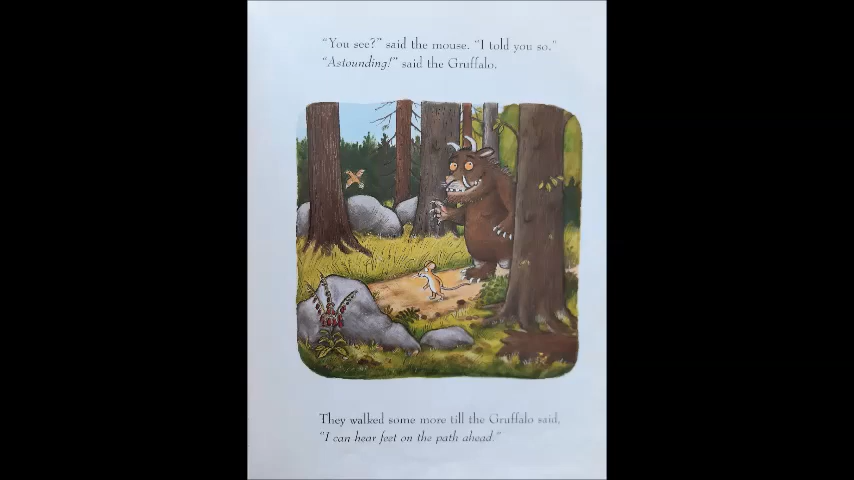 "You see?" said the mouse. "I told you so."
"Astounding!" said the Gruffalo.
They walked some more till the Gruffalo said,
"I can hear feet on the path ahead."